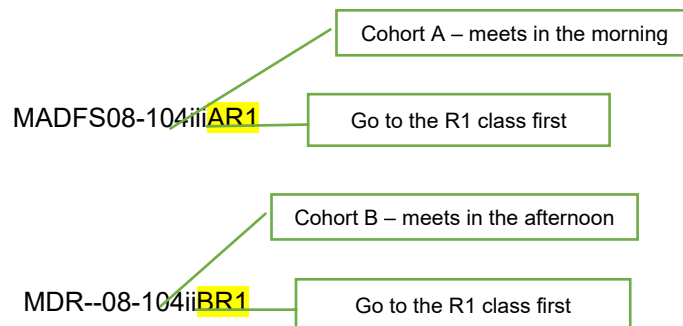 Cohort A – meets in the morning
MADFS08-104iiiAR1
Go to the R1 class first
Cohort B – meets in the afternoon
MDR--08-104iiBR1
Go to the R1 class first